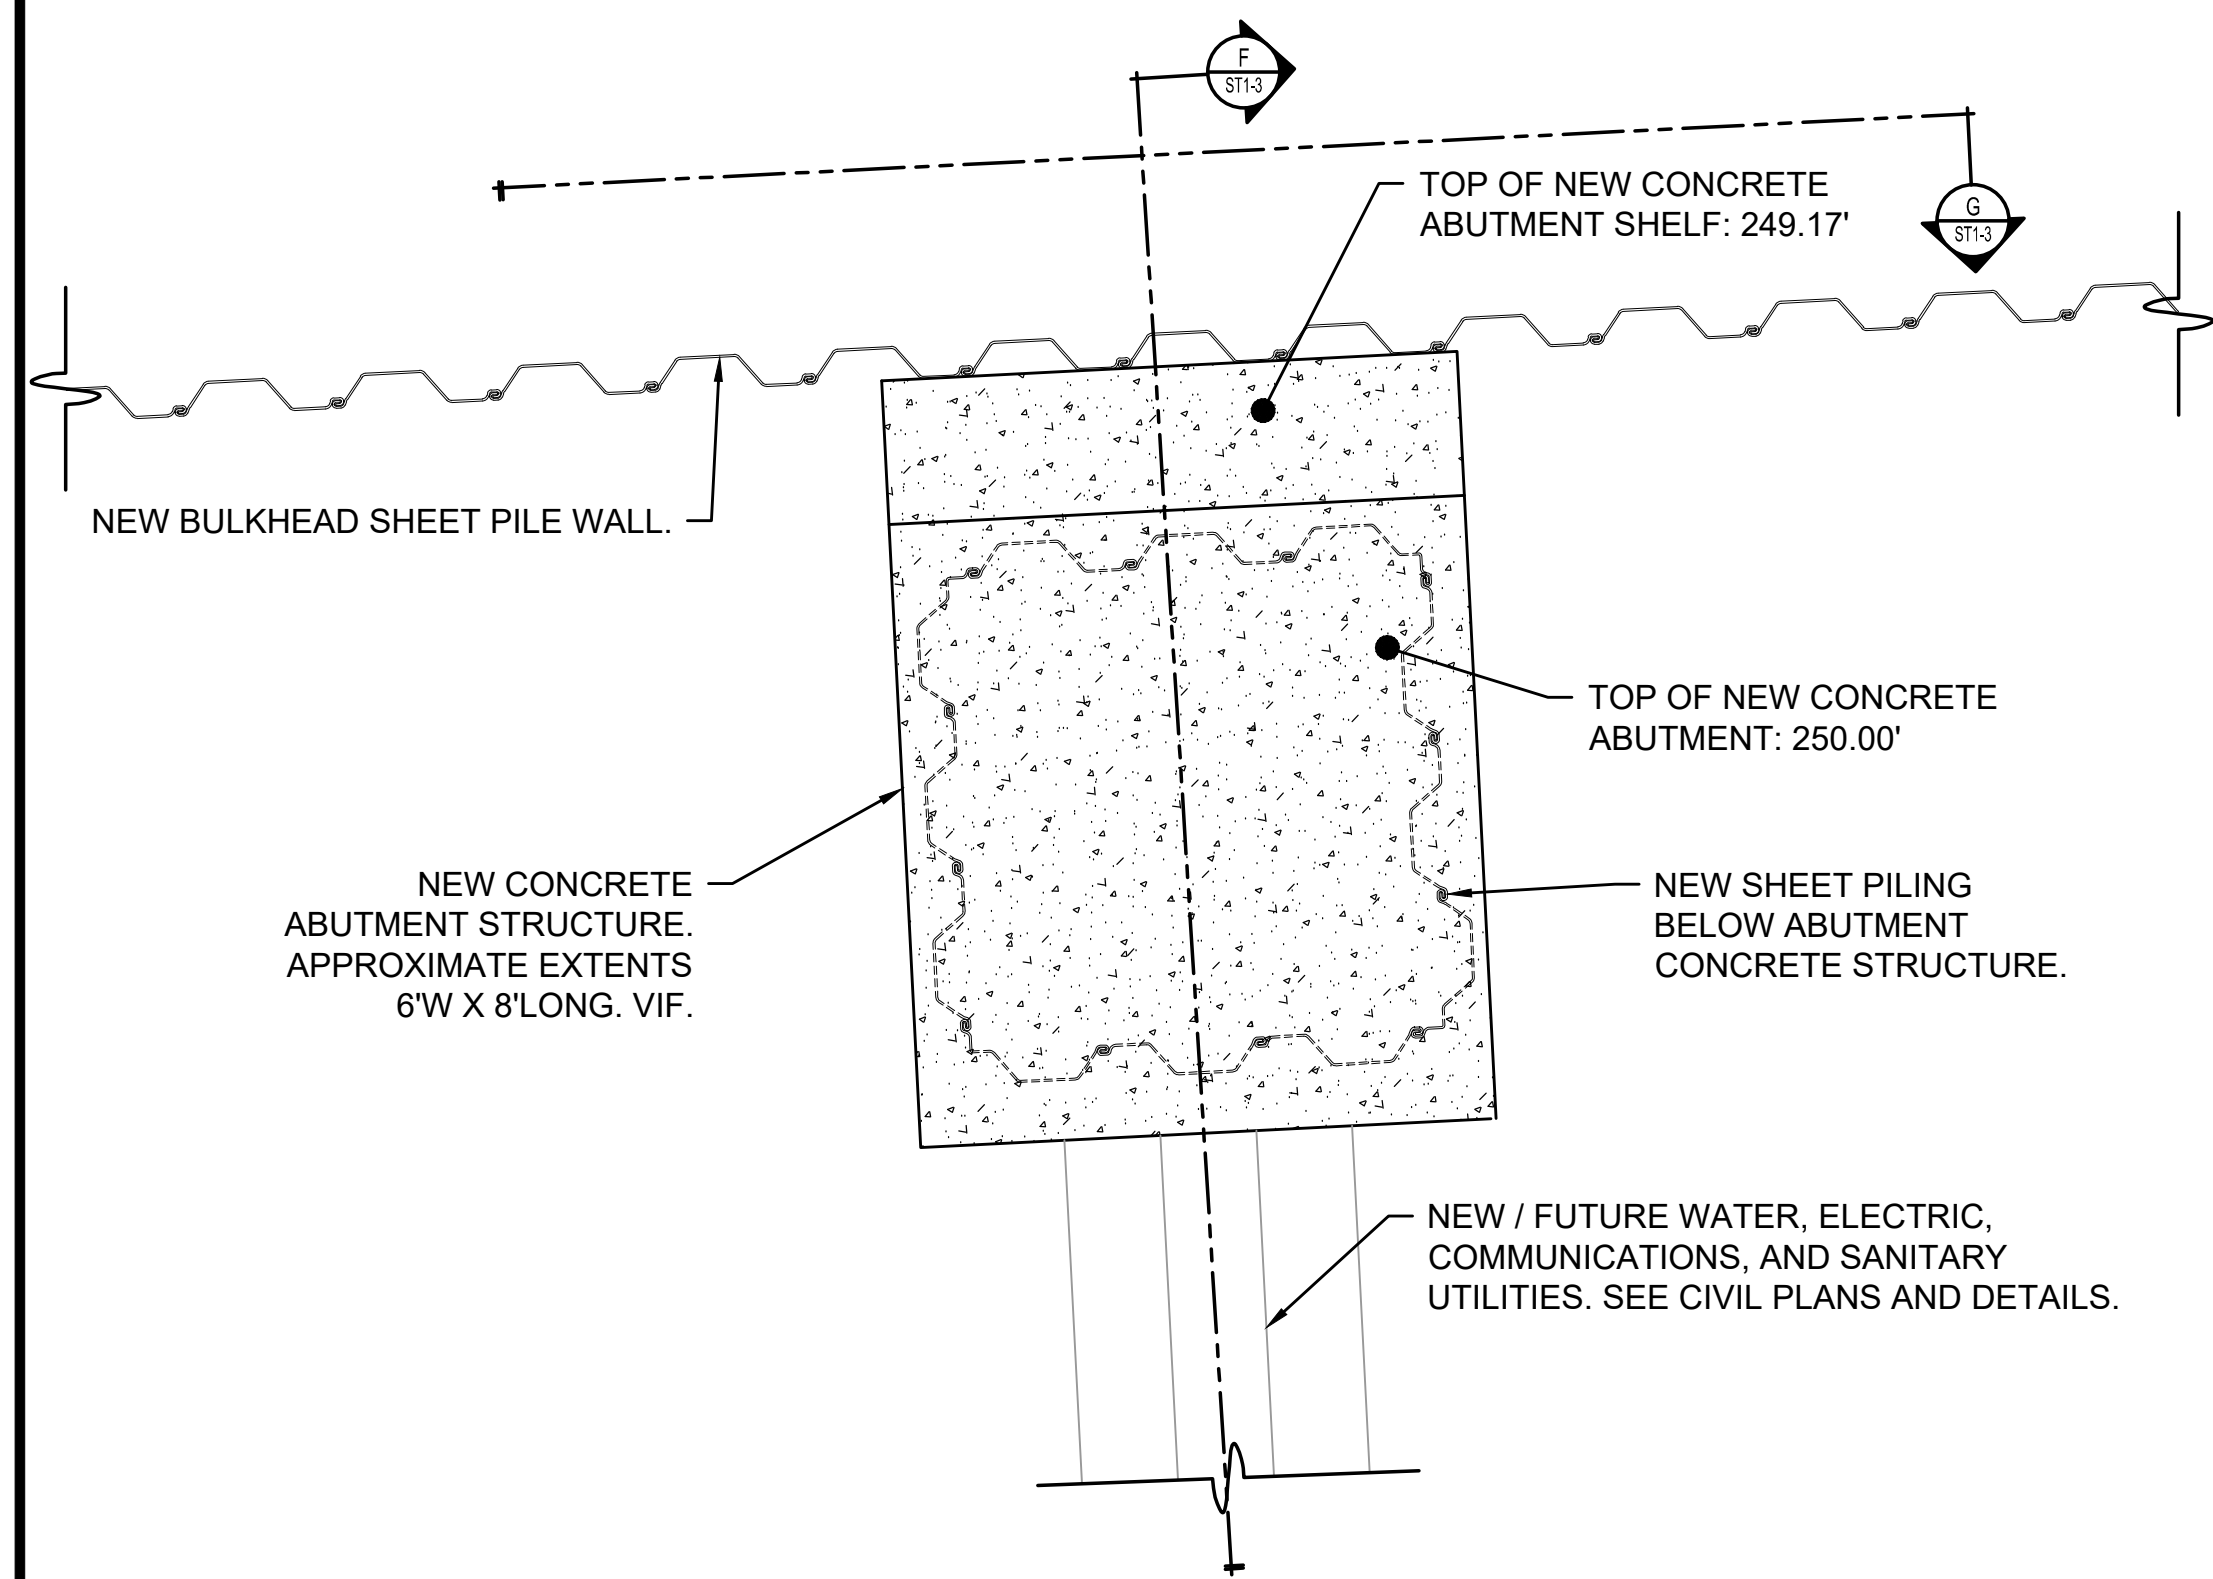 F
ST1-3
TOP OF NEW CONCRETE
ABUTMENT SHELF: 249.17'
G
ST1-3
NEW BULKHEAD SHEET PILE WALL.
TOP OF NEW CONCRETE
ABUTMENT: 250.00'
NEW CONCRETE
ABUTMENT STRUCTURE.
APPROXIMATE EXTENTS
6'W X 8'LONG. VIF.
NEW SHEET PILING
BELOW ABUTMENT
CONCRETE STRUCTURE.
NEW / FUTURE WATER, ELECTRIC,
COMMUNICATIONS, AND SANITARY
UTILITIES. SEE CIVIL PLANS AND DETAILS.